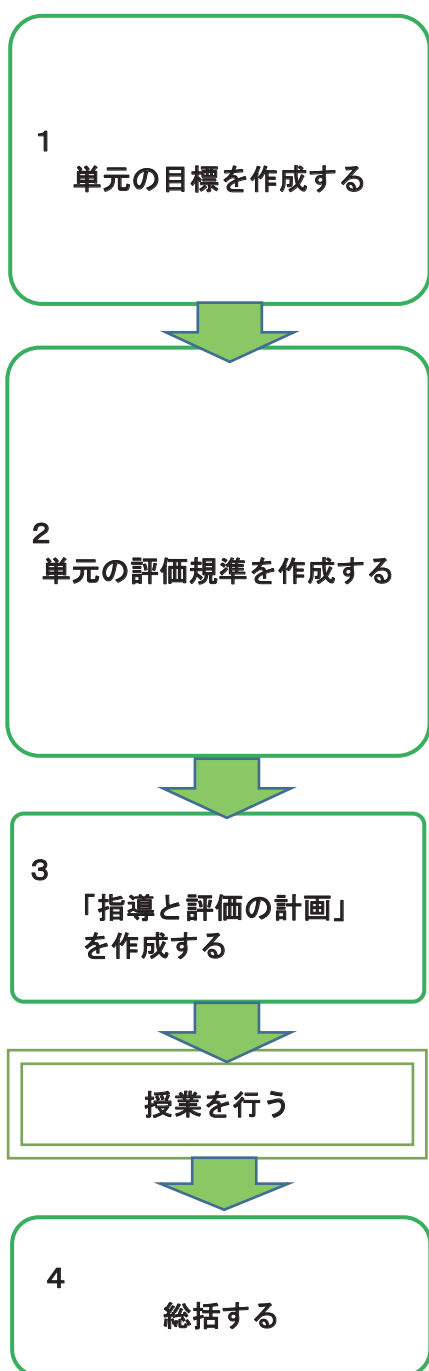 1
単元の目標を作成する
2
単元の評価規準を作成する
3
「指導と評価の計画」
を作成する
授業を行う
4
総括する